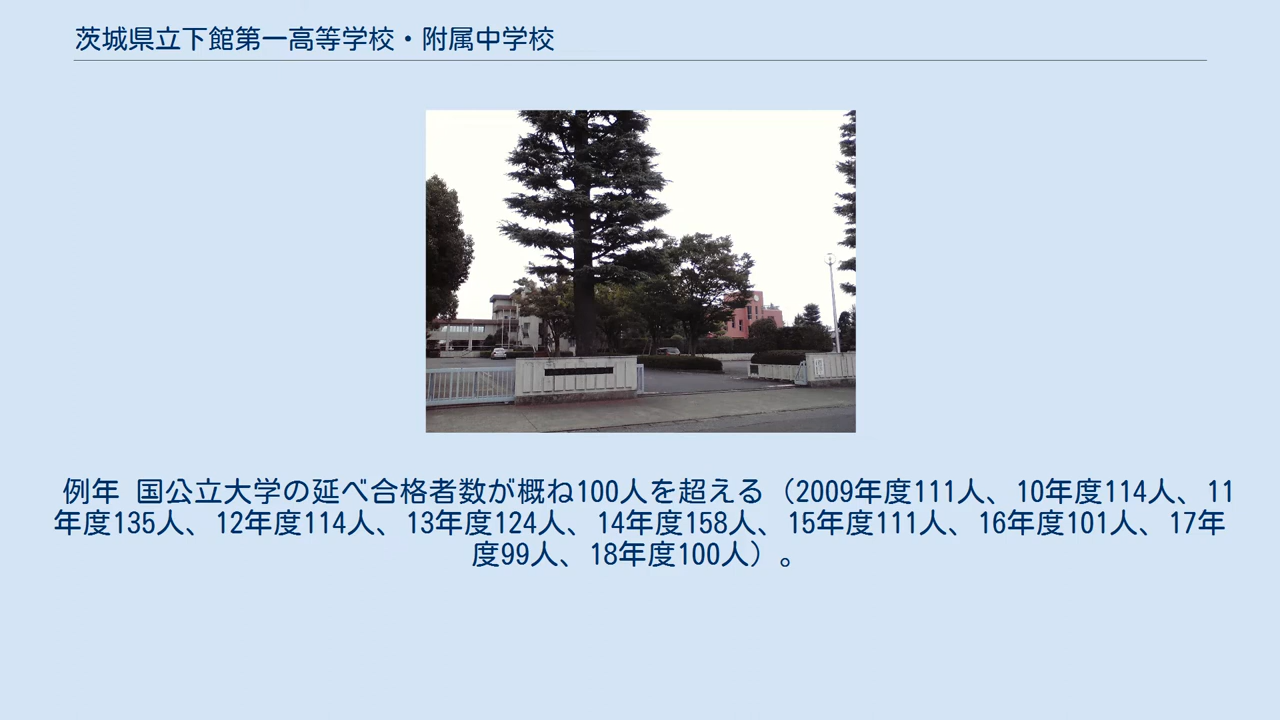 茨城県立下館第一高等学校・附属中学校
例年 国公立大学の延べ合格者数が概ね100人を超える（2009年度111人、10年度114人、11
年度135人、12年度114人、13年度124人、14年度158人、15年度111人、16年度101人、17年
度99人、18年度100人）。